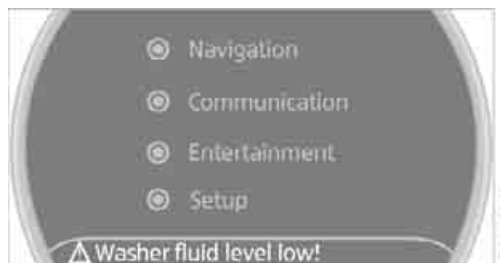 Navigation
Communication
Entertainment
Setup
⚠ Washer fluid level low!